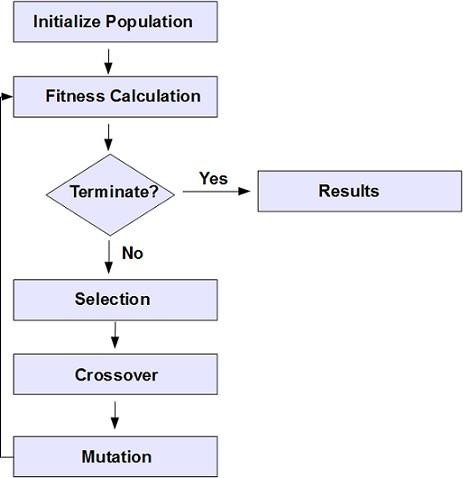 Initialize Population
Fitness Calculation
Terminate?
Yes
Results
No
Selection
Crossover
Mutation